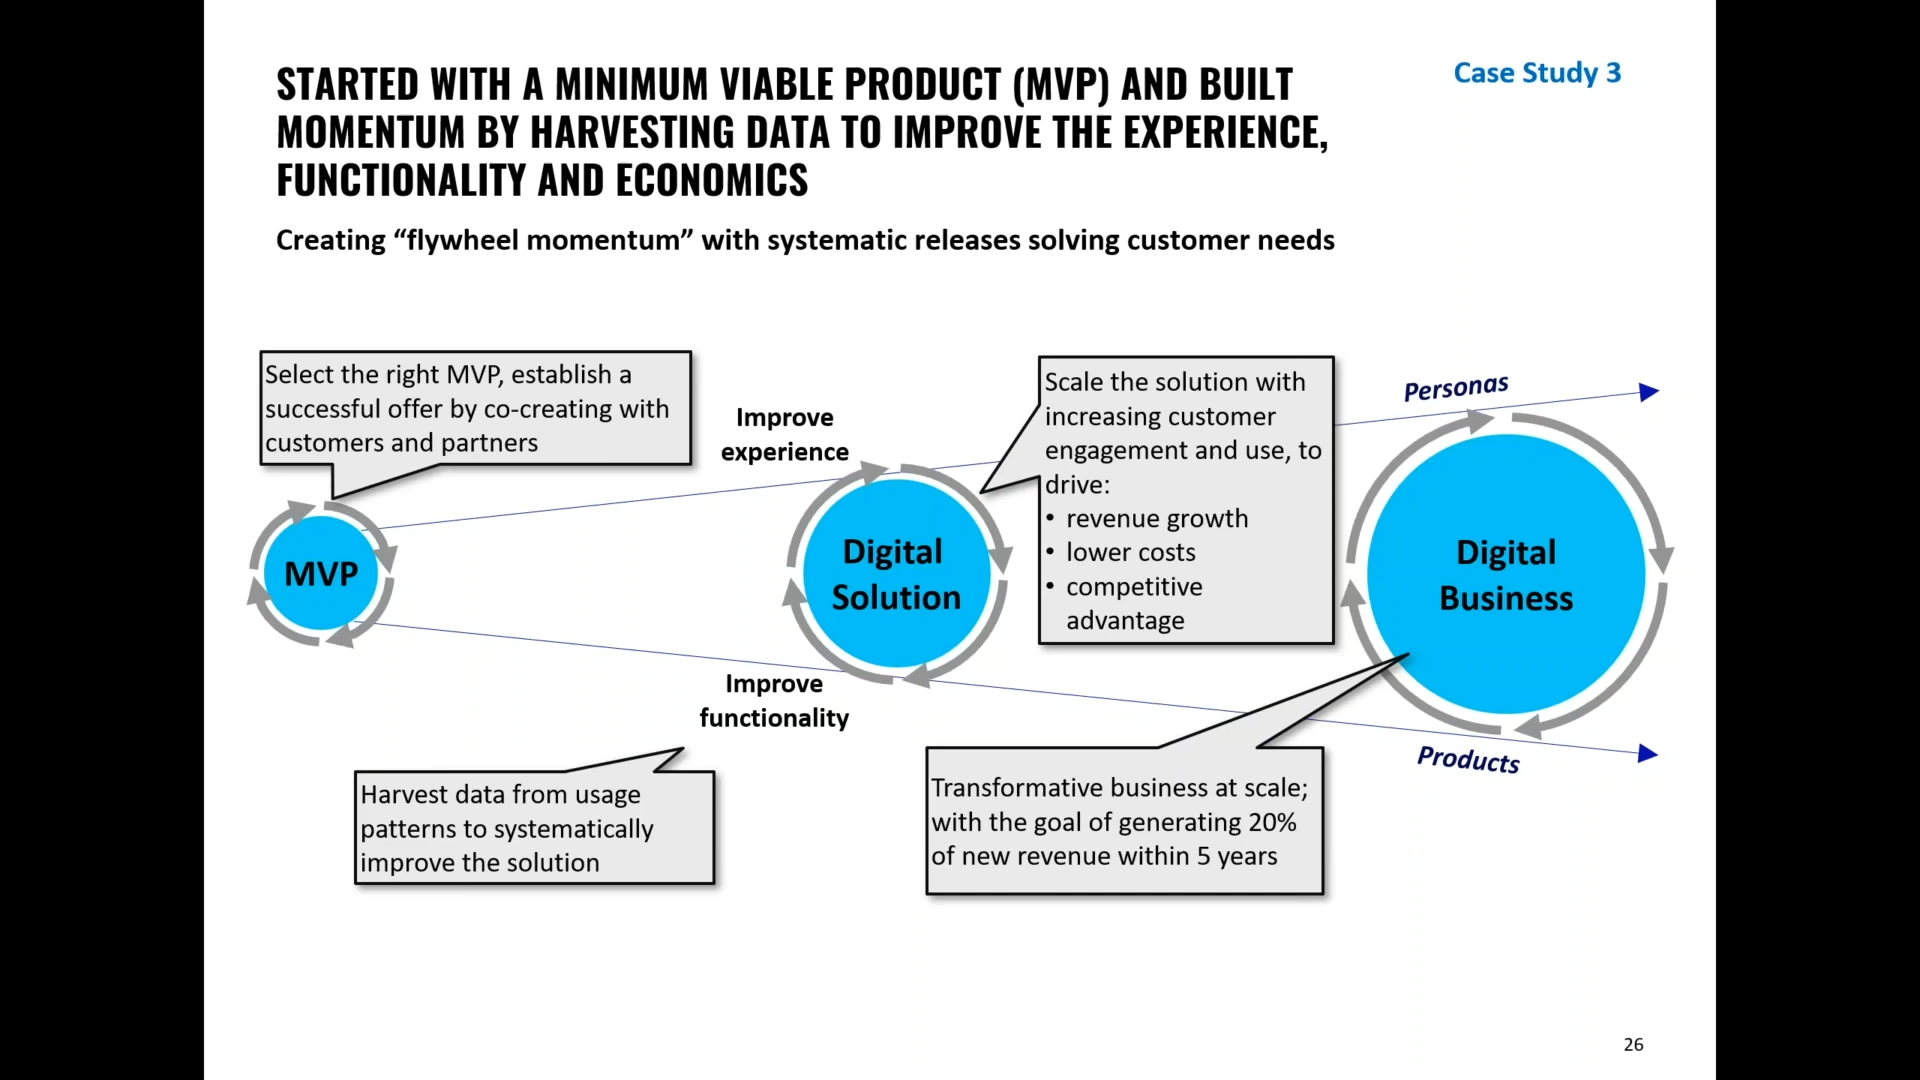 STARTED WITH A MINIMUM VIABLE PRODUCT (MVP) AND BUILT
MOMENTUM BY HARVESTING DATA TO IMPROVE THE EXPERIENCE,
FUNCTIONALITY AND ECONOMICS
Case Study 3
Creating “flywheel momentum” with systematic releases solving customer needs
Select the right MVP, establish a
successful offer by co-creating with
customers and partners
MVP
Improve
experience
Digital
Solution
Improve
functionality
Harvest data from usage
patterns to systematically
improve the solution
Scale the solution with
increasing customer
engagement and use, to
drive:
• revenue growth
• lower costs
• competitive
advantage
Personas
Digital
Business
Products
Transformative business at scale;
with the goal of generating 20%
of new revenue within 5 years
26